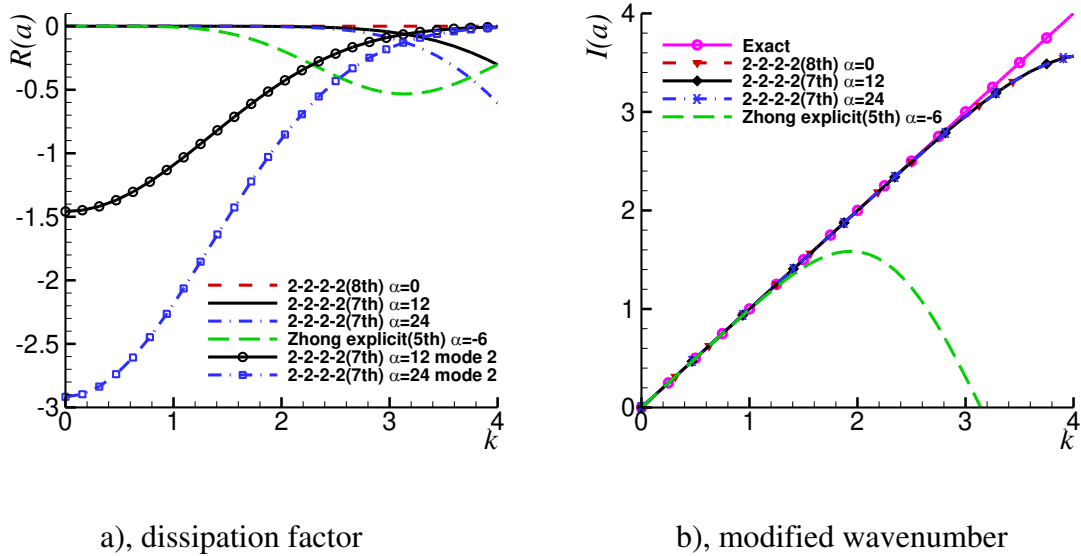 R(a)
0
-0.5
-1
-1.5
-2
-2.5
-3
0
1
2
3
4
k
2-2-2-2(8th) α=0
2-2-2-2(7th) α=12
2-2-2-2(7th) α=24
Zhong explicit(5th) α=-6
2-2-2-2(7th) α=12 mode 2
2-2-2-2(7th) α=24 mode 2
a), dissipation factor
I(a)
4
3
2
1
0
0
1
2
3
4
k
Exact
2-2-2-2(8th) α=0
2-2-2-2(7th) α=12
2-2-2-2(7th) α=24
Zhong explicit(5th) α=-6
b), modified wavenumber